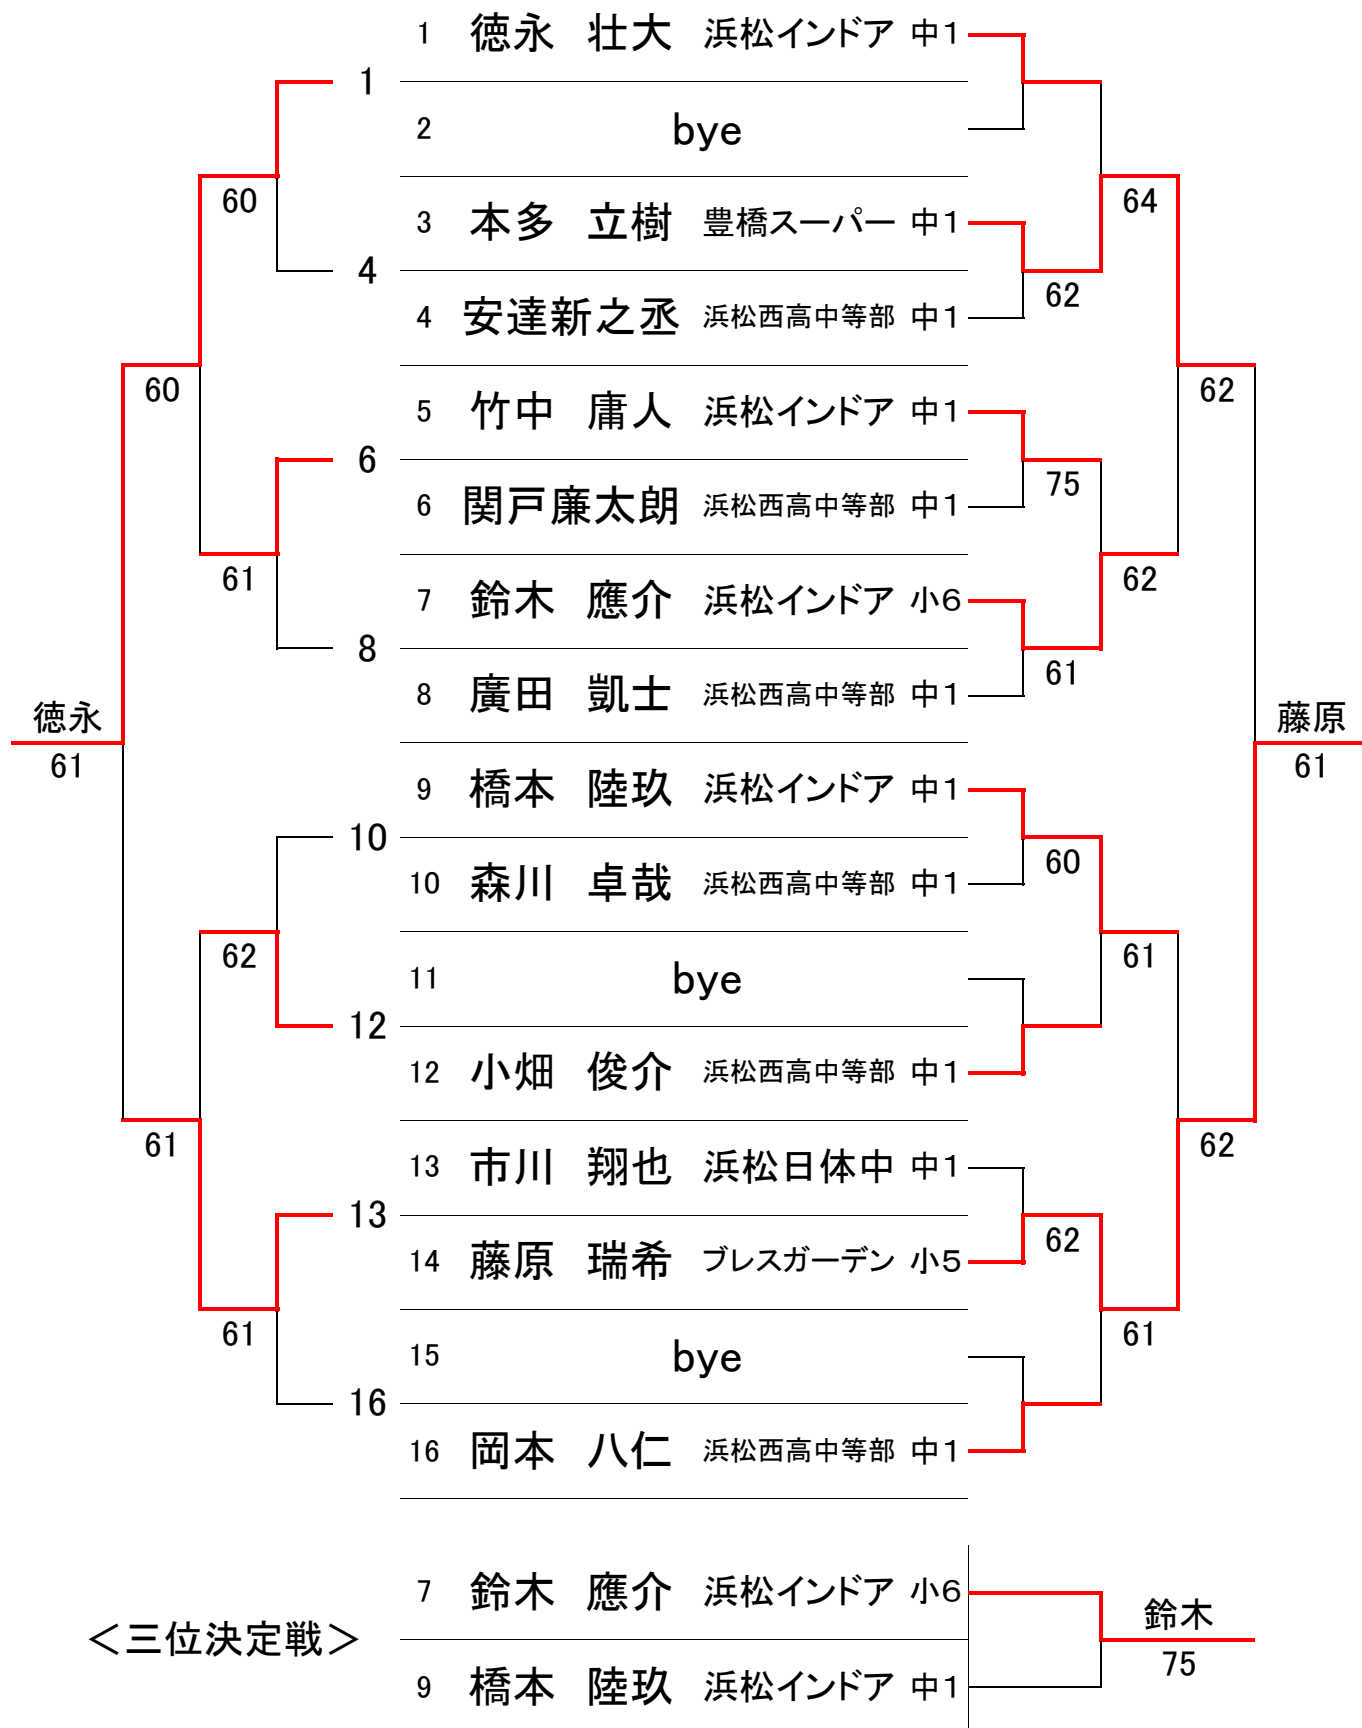 1 徳永 壮大 浜松インドア 中1
1
2 bye
60 64
3 本多 立樹 豊橋スーパー 中1
4 62
4 安達新之丞 浜松西高中等部 中1
60 62
5 竹中 庸人 浜松インドア 中1
6 75
6 関戸廉太朗 浜松西高中等部 中1
61 62
7 鈴木 應介 浜松インドア 小6
8 61
8 廣田 凱士 浜松西高中等部 中1
徳永 藤原
61 61
9 橋本 陸玖 浜松インドア 中1
10 60
10 森川 卓哉 浜松西高中等部 中1
62 61
11 bye
12
12 小畑 俊介 浜松西高中等部 中1
61 62
13 市川 翔也 浜松日体中 中1
13 62
14 藤原 瑞希 ブレスガーデン 小5
61 61
15 bye
16
16 岡本 八仁 浜松西高中等部 中1
7 鈴木 應介 浜松インドア 小6
＜三位決定戦＞ 鈴木
75
9 橋本 陸玖 浜松インドア 中1